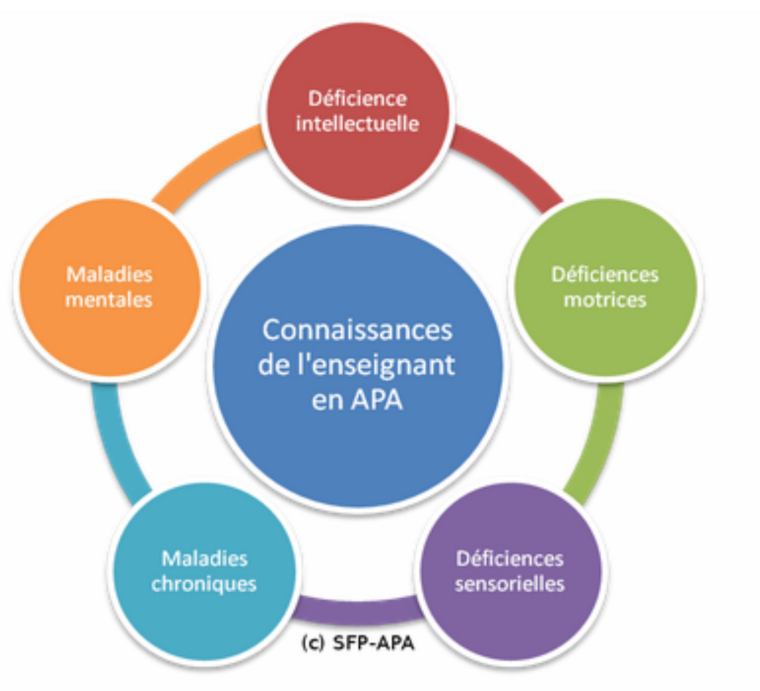 Déficience
intellectuelle
Maladies
mentales
Déficiences
motrices
Connaissances
de l'enseignant
en APA
Maladies
chroniques
Déficiences
sensorielles
(c) SFP-APA